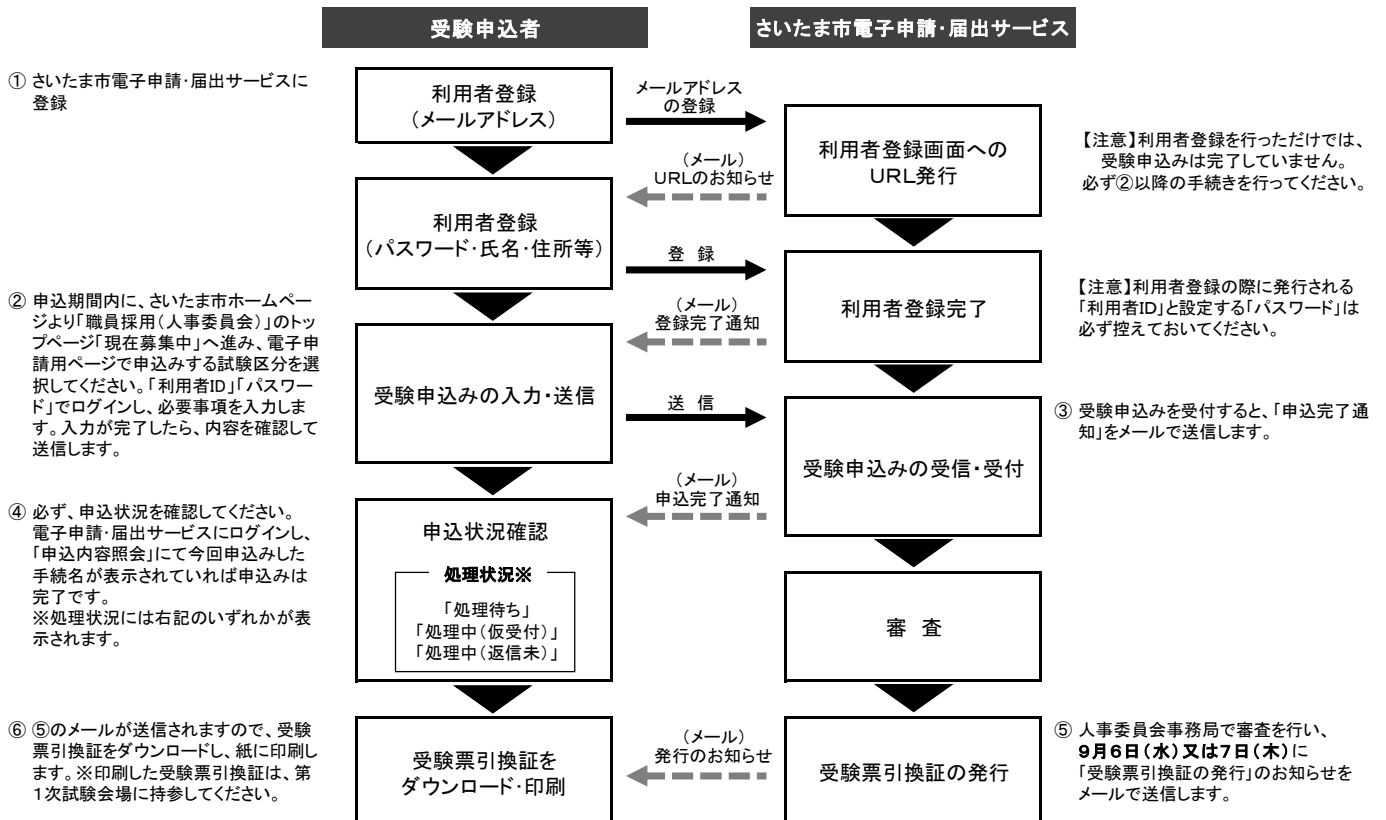 受験申込者
さいたま市電子申請・届出サービス
① さいたま市電子申請・届出サービスに
登録
利用者登録
（メールアドレス）
メールアドレス
の登録
利用者登録画面への
ＵＲＬ発行
【注意】利用者登録を行っただけでは、
受験申込みは完了していません。
必ず②以降の手続きを行ってください。
（メール）
ＵＲＬのお知らせ
利用者登録
（パスワード・氏名・住所等）
登　録
利用者登録完了
【注意】利用者登録の際に発行される
「利用者ID」と設定する「パスワード」は
必ず控えておいてください。
（メール）
登録完了通知
② 申込期間内に、さいたま市ホームペー
ジより「職員採用（人事委員会）」のトッ
プページ「現在募集中」へ進み、電子申
請用ページで申込みする試験区分を選
択してください。「利用者ID」「パスワー
ド」でログインし、必要事項を入力しま
す。入力が完了したら、内容を確認して
送信します。
受験申込みの入力・送信
送　信
受験申込みの受信・受付
③ 受験申込みを受付すると、「申込完了通
知」をメールで送信します。
（メール）
申込完了通知
④ 必ず、申込状況を確認してください。
電子申請・届出サービスにログインし、
「申込内容照会」にて今回申込みした
手続名が表示されていれば申込みは
完了です。
※処理状況には右記のいずれかが表
示されます。
申込状況確認
処理状況※
「処理待ち」
「処理中（仮受付）」
「処理中（返信未）」
審　査
⑥ ⑤のメールが送信されますので、受験
票引換証をダウンロードし、紙に印刷し
ます。※印刷した受験票引換証は、第
１次試験会場に持参してください。
受験票引換証を
ダウンロード・印刷
（メール）
発行のお知らせ
受験票引換証の発行
⑤ 人事委員会事務局で審査を行い、
９月６日（水）又は７日（木）に
「受験票引換証の発行」のお知らせを
メールで送信します。